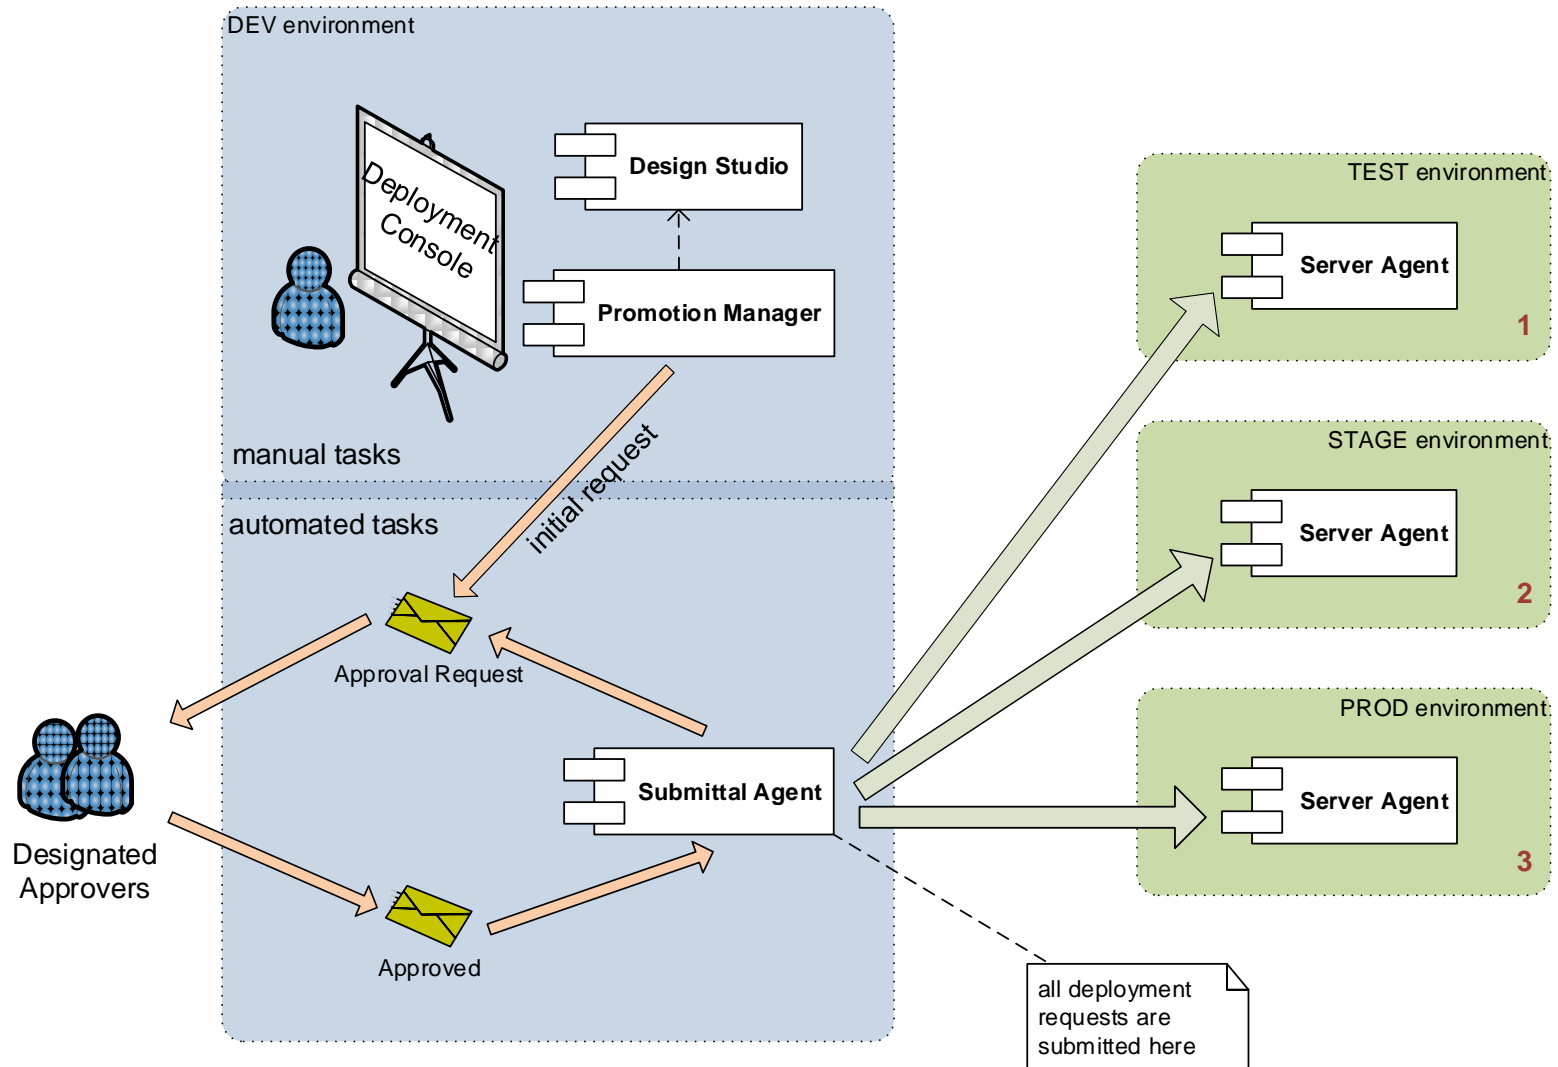 DEV environment
Deployment
Console
Design Studio
Promotion Manager
manual tasks
initial request
automated tasks
Approval Request
Designated
Approvers
Submittal Agent
Approved
TEST environment
Server Agent
1
STAGE environment
Server Agent
2
PROD environment
Server Agent
3
all deployment
requests are
submitted here